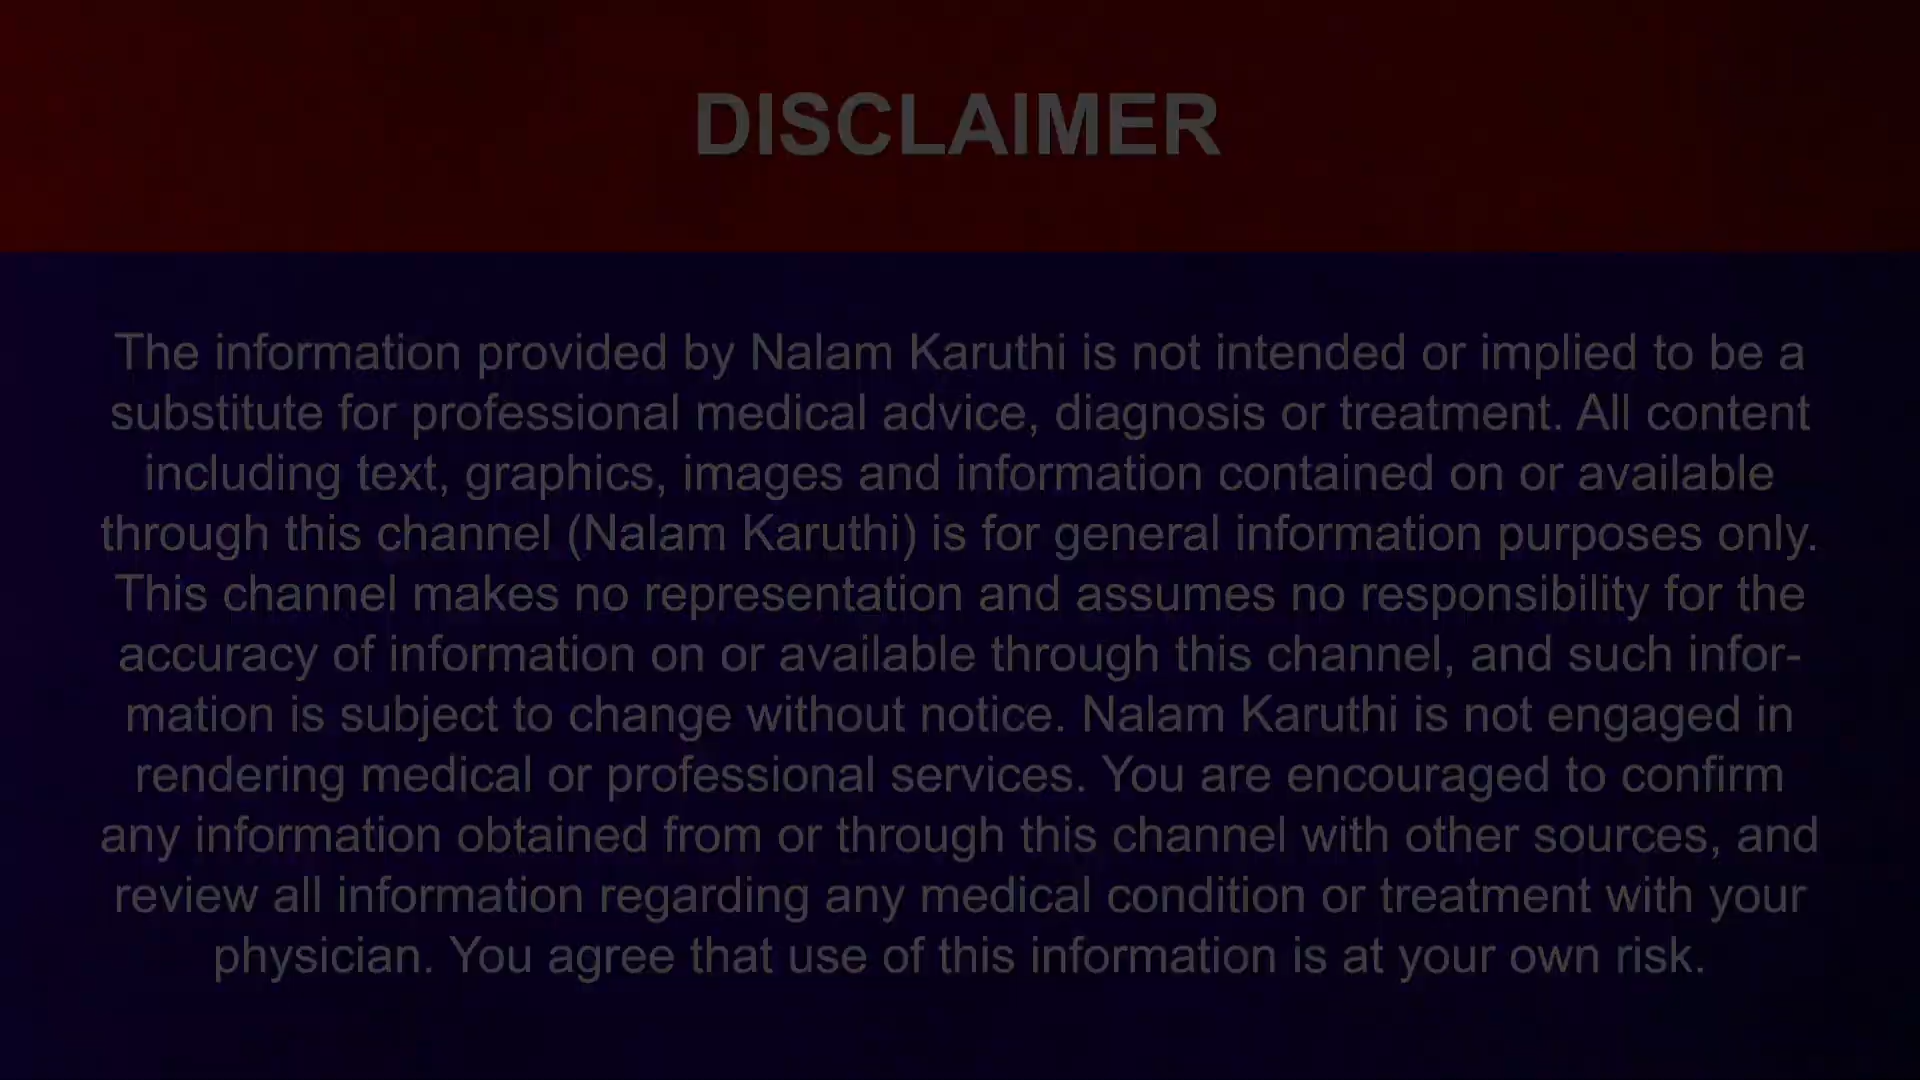 DISCLAIMER
The information provided by Nalam Karuthi is not intended or implied to be a
substitute for professional medical advice, diagnosis or treatment. All content
including text, graphics, images and information contained on or available
through this channel (Nalam Karuthi) is for general information purposes only.
This channel makes no representation and assumes no responsibility for the
accuracy of information on or available through this channel, and such infor-
mation is subject to change without notice. Nalam Karuthi is not engaged in
rendering medical or professional services. You are encouraged to confirm
any information obtained from or through this channel with other sources, and
review all information regarding any medical condition or treatment with your
physician. You agree that use of this information is at your own risk.